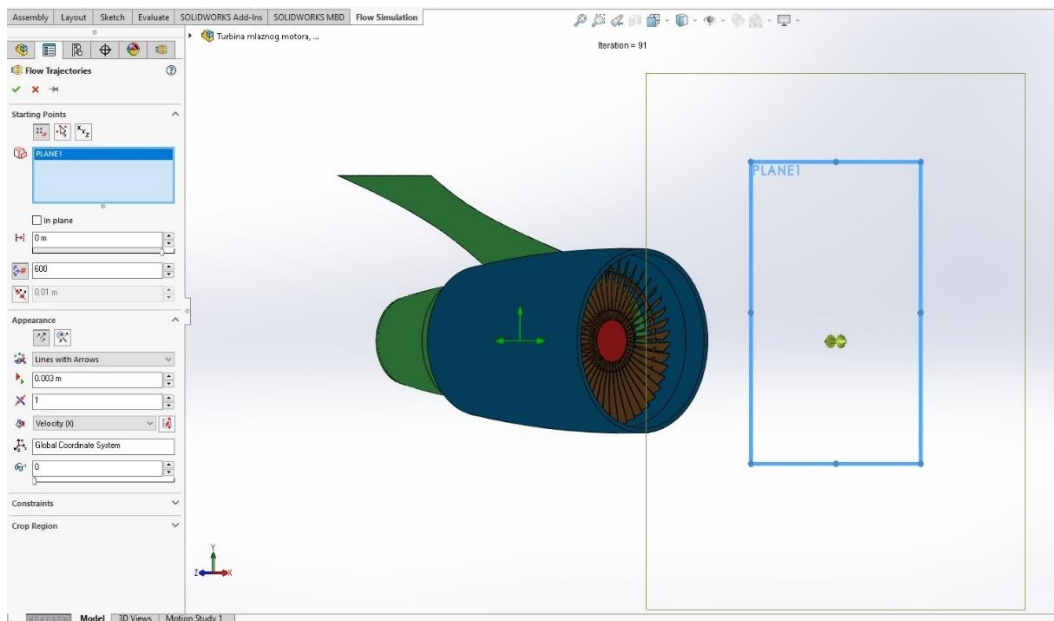 Assembly Layout Sketch Evaluate SOLIDWORKS Add-Ins SOLIDWORKS MBD Flow Simulation
Turbina mlaznog motora, ...
Iteration = 91
Flow Trajectories
Starting Points
X Y Z
PLANE1
In plane
0 m
600
0.01 m
Appearance
Lines with Arrows
0.003 m
1
Velocity (X)
Global Coordinate System
0
Constraints
Crop Region
PLANE1
Y
Z X
Model 3D Views Motion Study 1